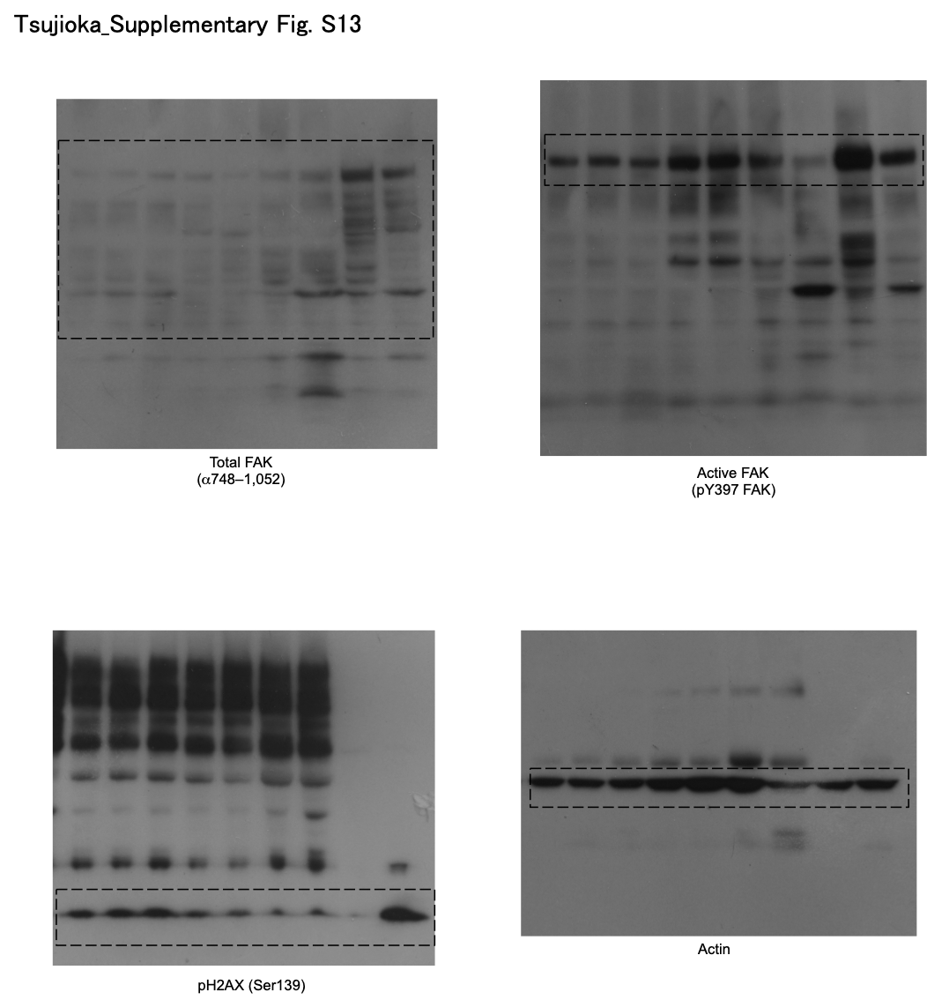 Tsujioka_Supplementary Fig. S13
Total FAK
(α748–1,052)
Active FAK
(pY397 FAK)
pH2AX (Ser139)
Actin